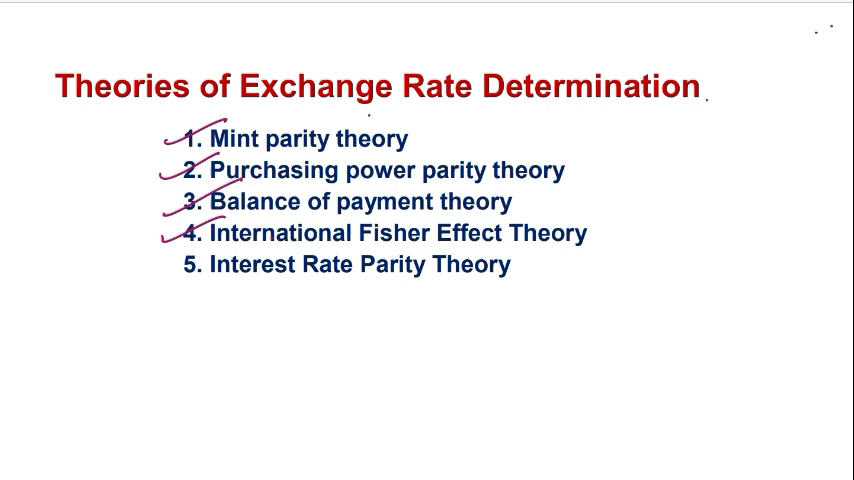 Theories of Exchange Rate Determination
1. Mint parity theory
2. Purchasing power parity theory
3. Balance of payment theory
4. International Fisher Effect Theory
5. Interest Rate Parity Theory